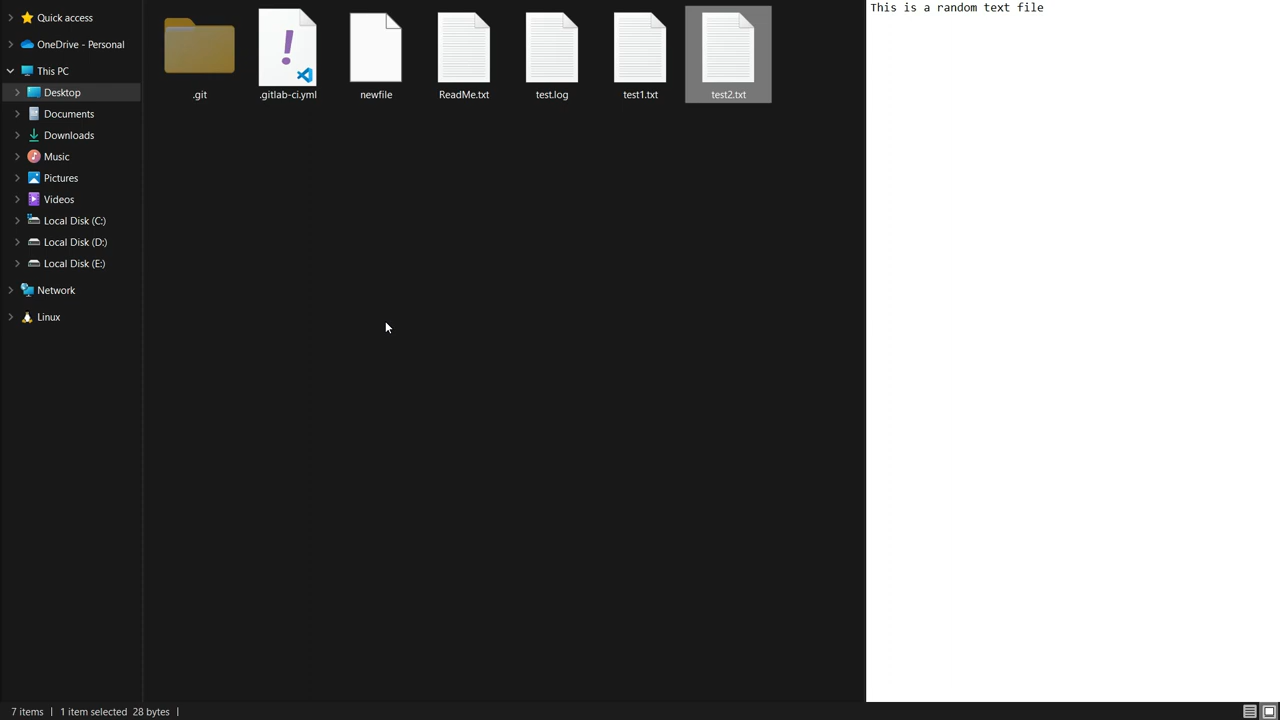 Quick access
OneDrive - Personal
This PC
Desktop
Documents
Downloads
Music
Pictures
Videos
Local Disk (C:)
Local Disk (D:)
Local Disk (E:)
Network
Linux
.git
.gitlab-ci.yml
newfile
ReadMe.txt
test.log
test1.txt
test2.txt
This is a random text file
7 items
1 item selected 28 bytes